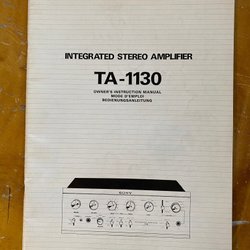 INTEGRATED STEREO AMPLIFIER
TA-1130
OWNER'S INSTRUCTION MANUAL
MODE D'EMPLOI
BEDIENUNGSANLEITUNG
SONY